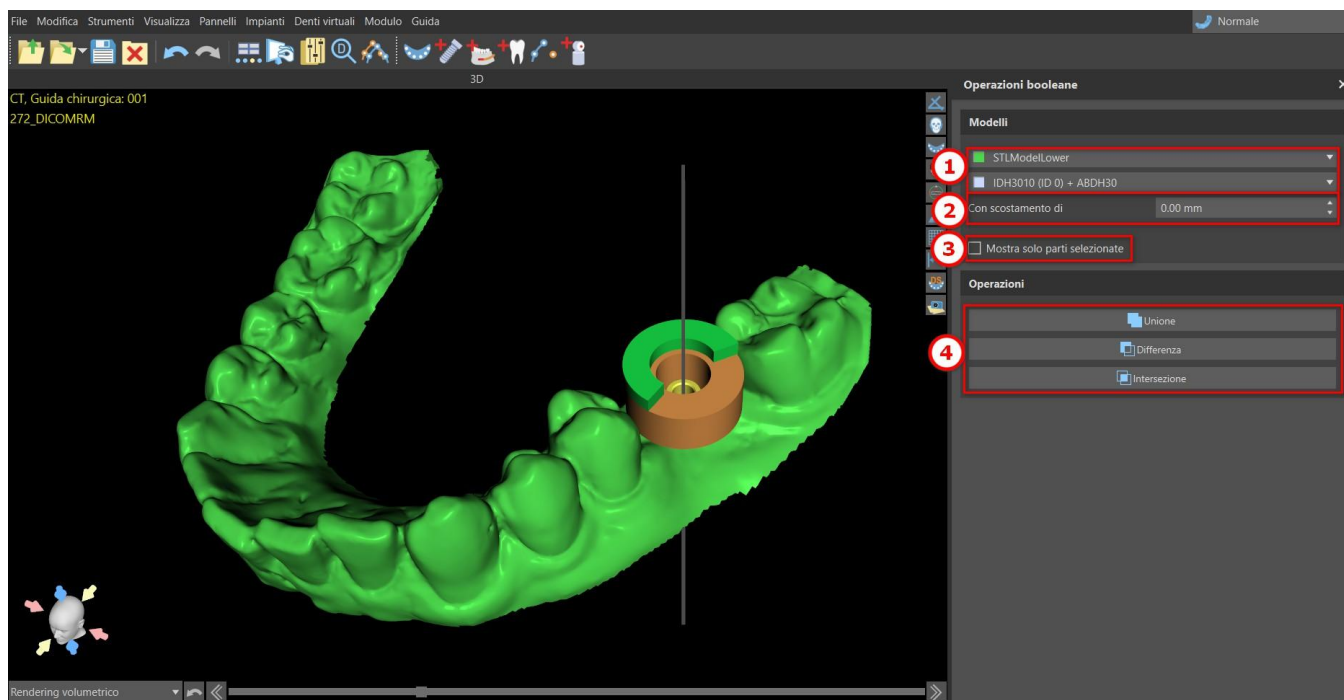 File Modifica Strumenti Visualizza Pannelli Impianti Denti virtuali Modulo Guida
Normale
3D
CT, Guida chirurgica: 001
272_DICOMRM
Operazioni booleane
Modelli
1
STLModelLower
IDH3010 (ID 0) + ABDH30
2
Con scostamento di 0.00 mm
3
Mostra solo parti selezionate
Operazioni
4
Unione
Differenza
Intersezione
Rendering volumetrico